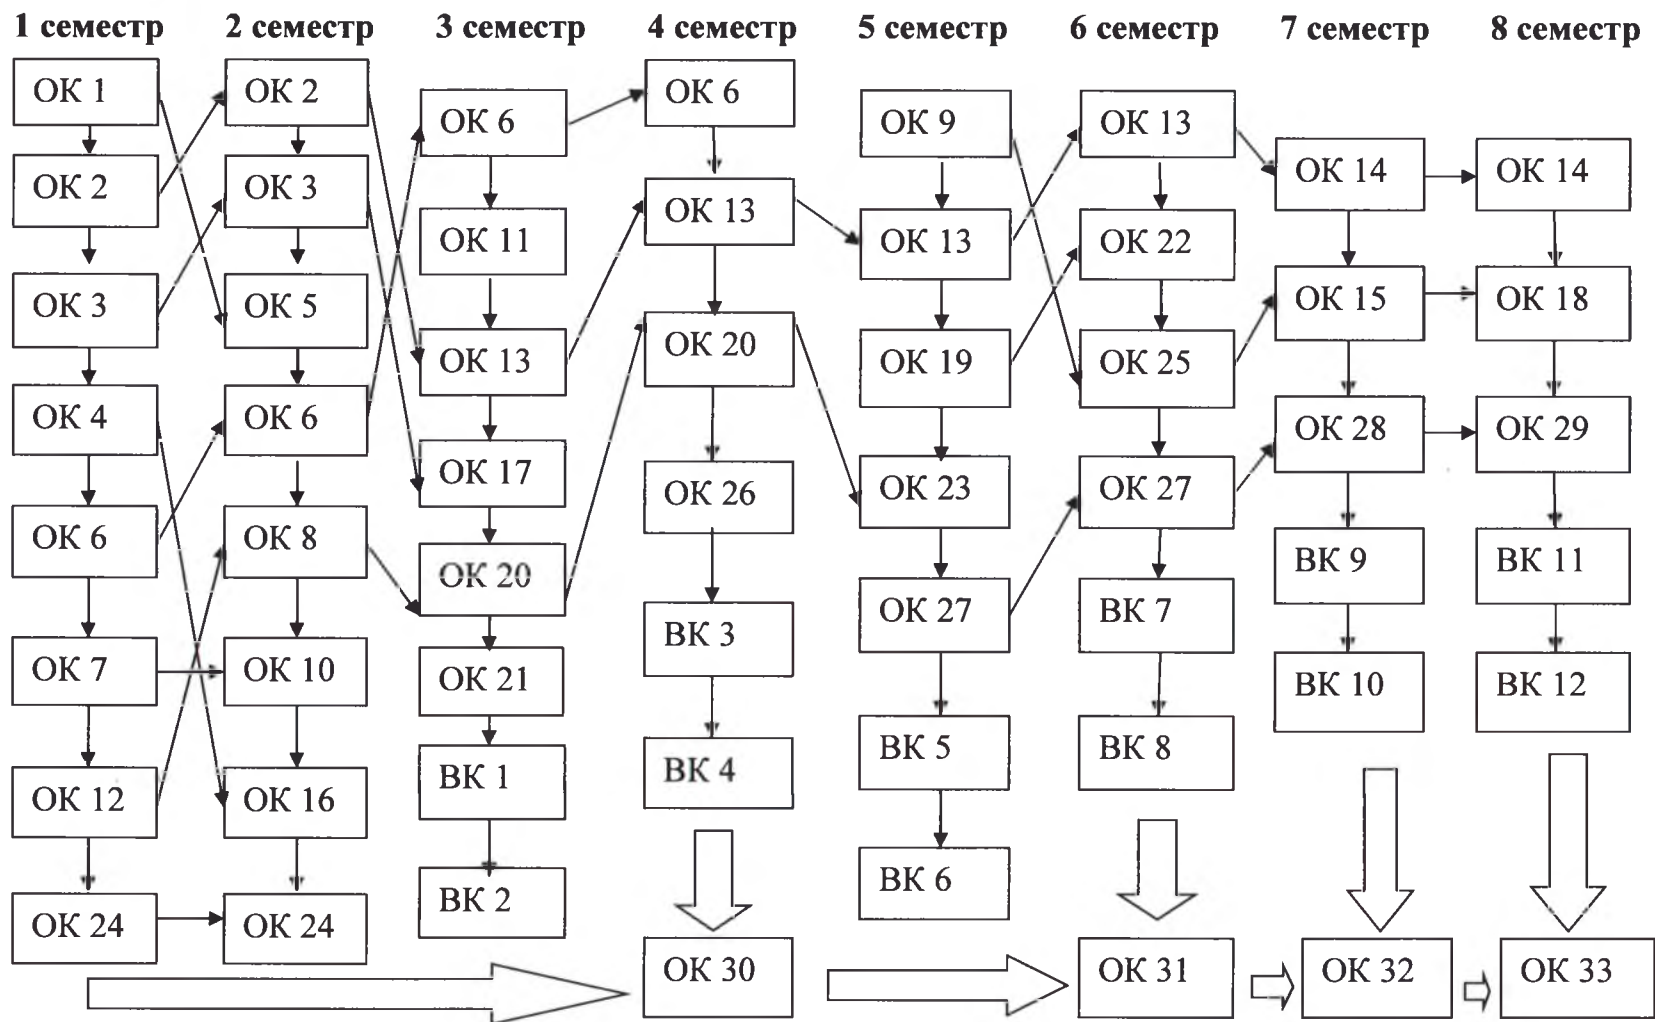 1 семестр
2 семестр
3 семестр
4 семестр
5 семестр
6 семестр
7 семестр
8 семестр
ОК 1
ОК 2
ОК 3
ОК 4
ОК 6
ОК 7
ОК 12
ОК 24
ОК 2
ОК 3
ОК 5
ОК 6
ОК 8
ОК 10
ОК 16
ОК 24
ОК 6
ОК 11
ОК 13
ОК 17
ОК 20
ОК 21
ВК 1
ВК 2
ОК 6
ОК 13
ОК 20
ОК 26
ВК 3
ВК 4
ОК 30
ОК 9
ОК 13
ОК 19
ОК 23
ОК 27
ВК 5
ВК 6
ОК 13
ОК 22
ОК 25
ОК 27
ВК 7
ВК 8
ОК 31
ОК 14
ОК 15
ОК 28
ВК 9
ВК 10
ОК 32
ОК 14
ОК 18
ОК 29
ВК 11
ВК 12
ОК 33